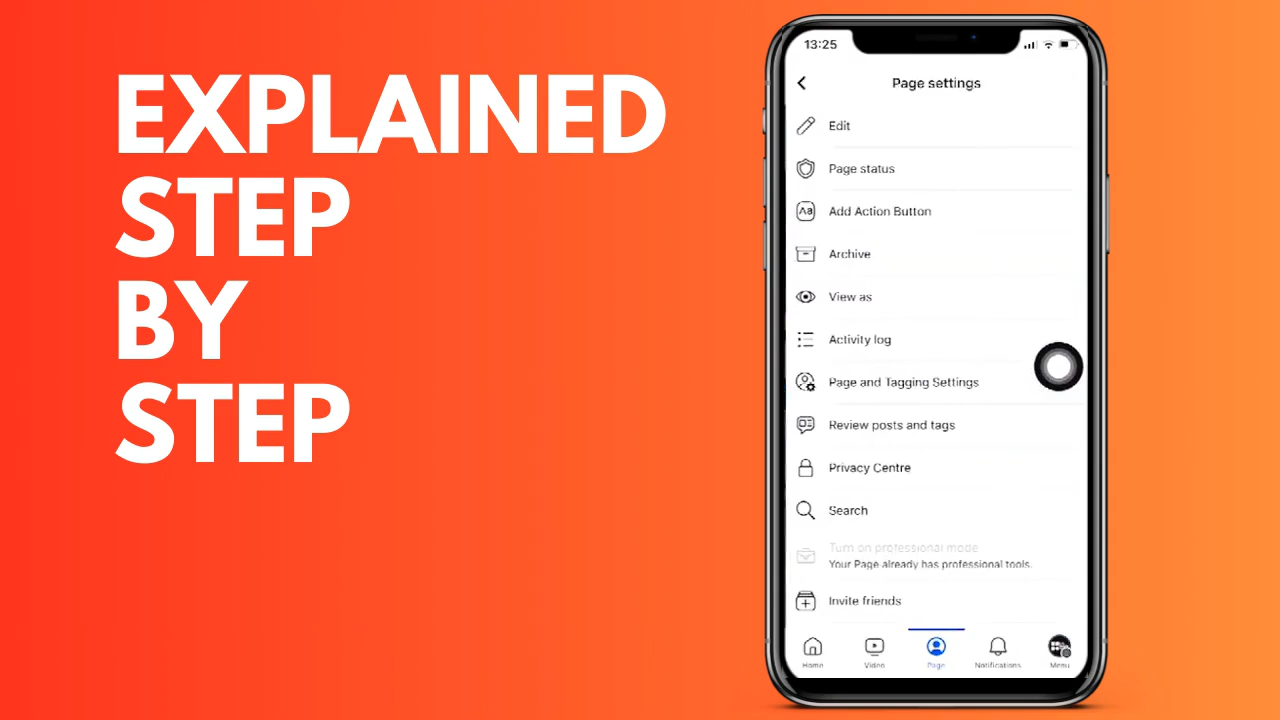 EXPLAINED
STEP
BY
STEP
13:25
Page settings
Edit
Page status
Aa
Add Action Button
Archive
View as
Activity log
Page and Tagging Settings
Review posts and tags
Privacy Centre
Search
Turn on professional mode
Your Page already has professional tools.
Invite friends
Home
Video
Page
Notifications
Menu